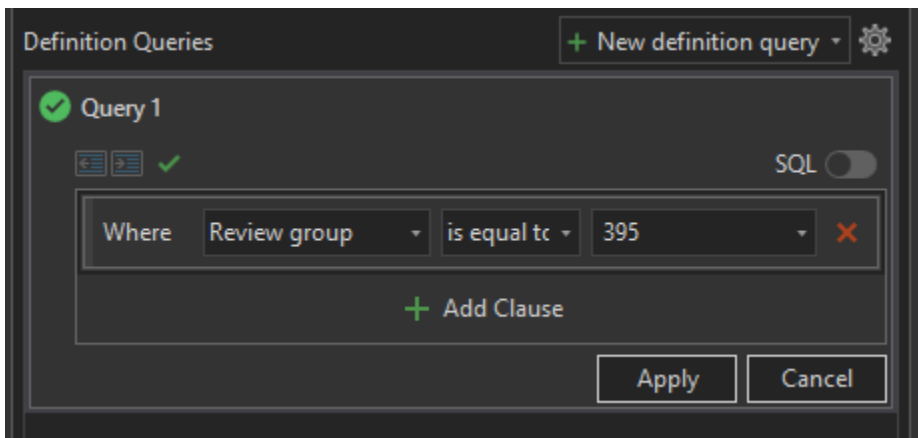 Definition Queries + New definition query
Query 1
SQL
Where Review group is equal tc 395
+ Add Clause
Apply Cancel